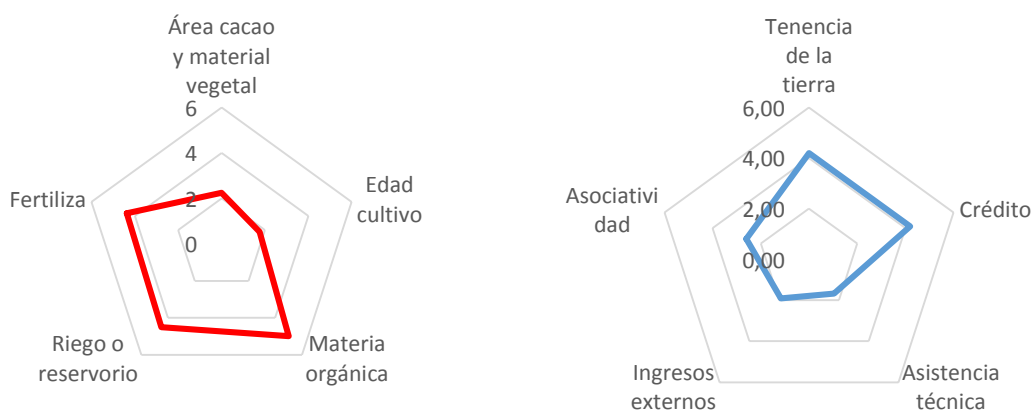 Área cacao
y material
vegetal
6
4
2
0
Edad
cultivo
Materia
orgánica
Riego o
reservorio
Fertiliza
Tenencia
de la
tierra
6,00
4,00
2,00
0,00
Crédito
Asistencia
técnica
Ingresos
externos
Asociativi
dad